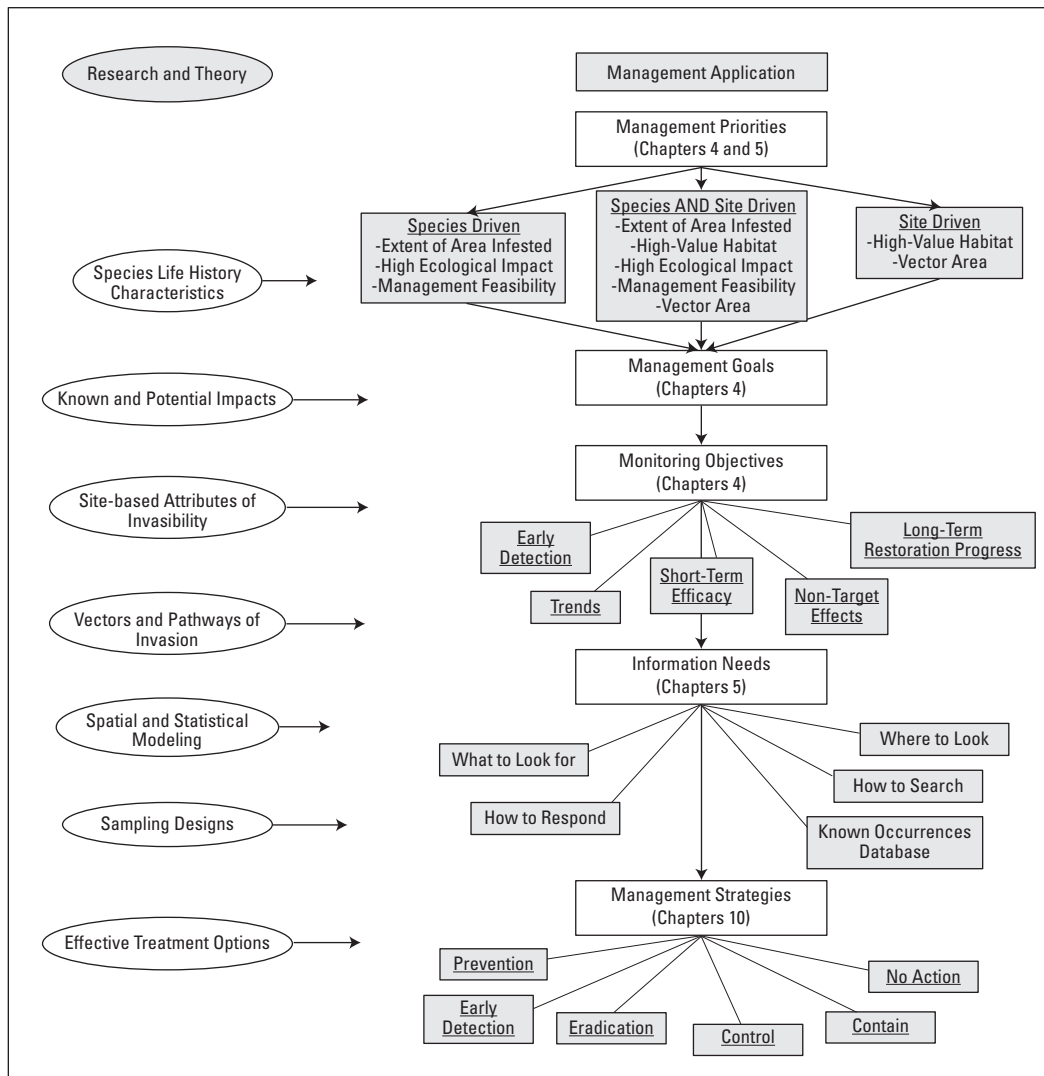 Research and Theory
Management Application
Management Priorities
(Chapters 4 and 5)
Species Driven
-Extent of Area Infested
-High Ecological Impact
-Management Feasibility
Species AND Site Driven
-Extent of Area Infested
-High-Value Habitat
-High Ecological Impact
-Management Feasibility
-Vector Area
Site Driven
-High-Value Habitat
-Vector Area
Species Life History
Characteristics
Management Goals
(Chapters 4)
Known and Potential Impacts
Monitoring Objectives
(Chapters 4)
Site-based Attributes of
Invasibility
Early
Detection
Trends
Short-Term
Efficacy
Non-Target
Effects
Long-Term
Restoration Progress
Vectors and Pathways of
Invasion
Information Needs
(Chapters 5)
Spatial and Statistical
Modeling
What to Look for
How to Respond
Where to Look
How to Search
Known Occurrences
Database
Sampling Designs
Management Strategies
(Chapters 10)
Effective Treatment Options
Prevention
Early
Detection
Eradication
Control
Contain
No Action